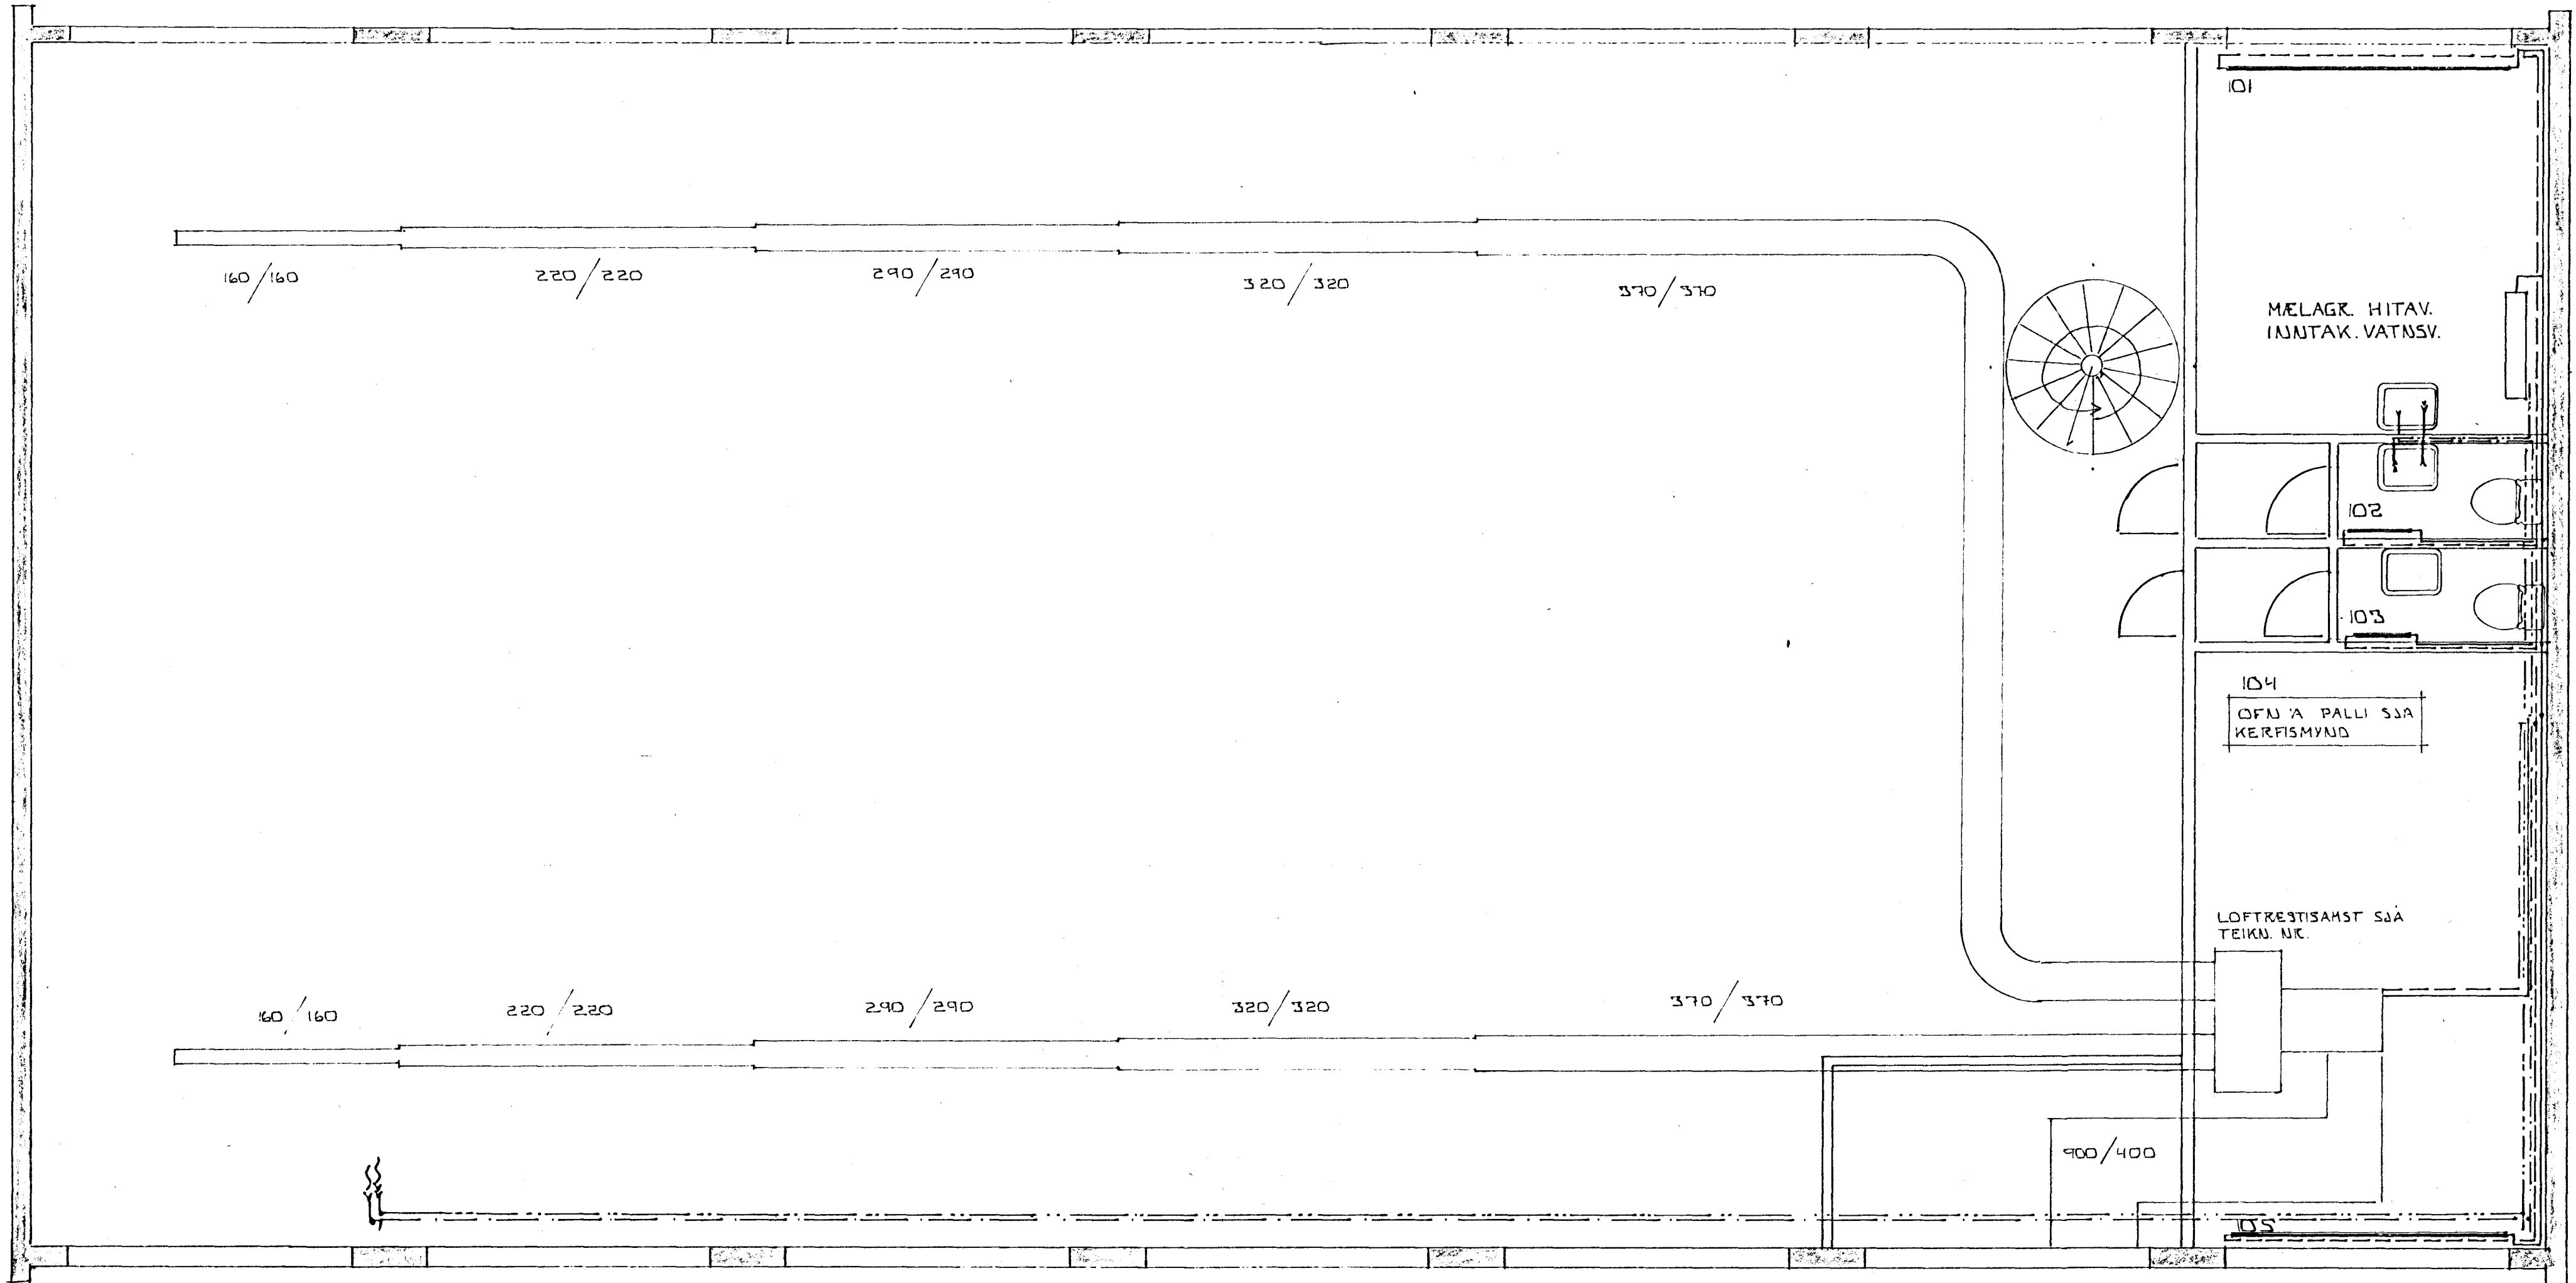 101
160/160
220/220
290/290
320/320
370/370
MÆLAGR. HITAV.
INNTAK. VATNSV.
102
103
104
OFN Á PALLI SJÁ
KERFISMYND
LOFTRESTISAMST SJÁ
TEIKN. NR.
160/160
220/220
290/290
320/320
370/370
900/400
105